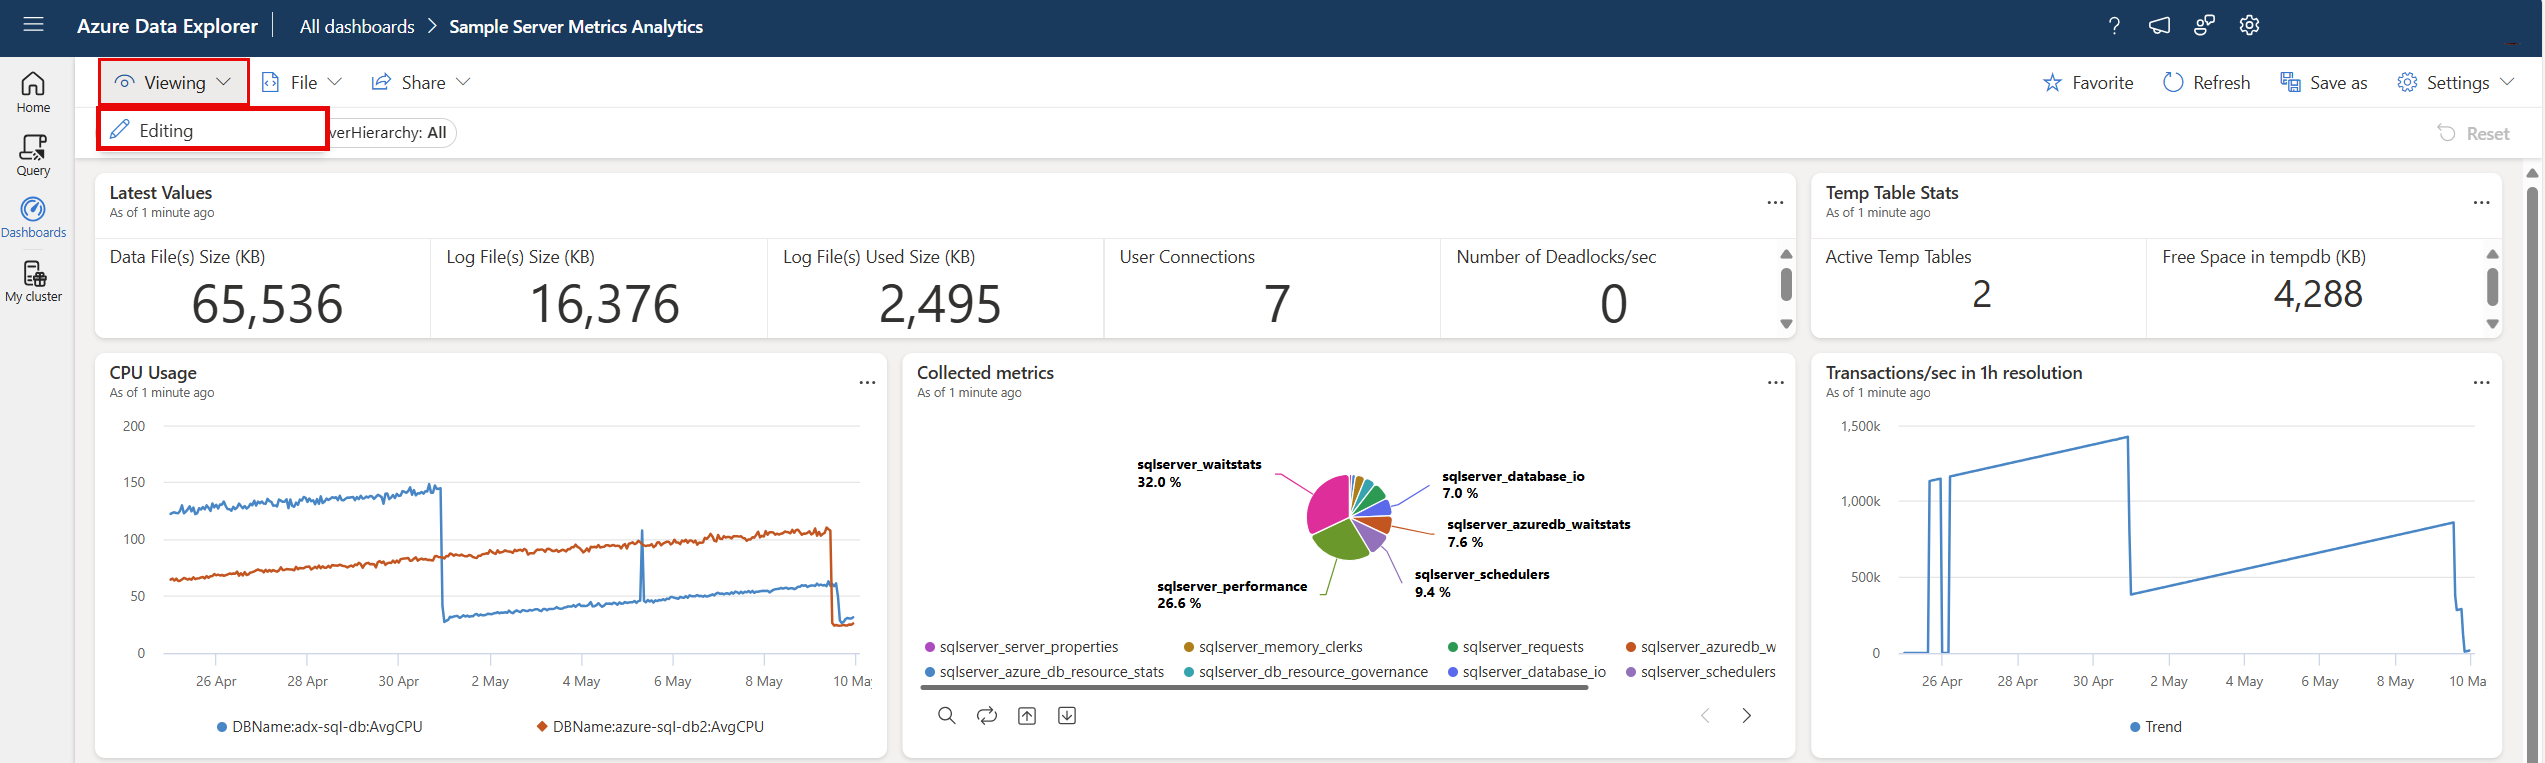 Azure Data Explorer
All dashboards
Sample Server Metrics Analytics
Home
Query
Dashboards
My cluster
Viewing
File
Share
Favorite
Refresh
Save as
Settings
Editing
verHierarchy: All
Reset
Latest Values
As of 1 minute ago
Data File(s) Size (KB)
65,536
Log File(s) Size (KB)
16,376
Log File(s) Used Size (KB)
2,495
User Connections
7
Number of Deadlocks/sec
0
Temp Table Stats
As of 1 minute ago
Active Temp Tables
2
Free Space in tempdb (KB)
4,288
CPU Usage
As of 1 minute ago
200
150
100
50
0
26 Apr
28 Apr
30 Apr
2 May
4 May
6 May
8 May
10 May
DBName:adx-sql-db:AvgCPU
DBName:azure-sql-db2:AvgCPU
Collected metrics
As of 1 minute ago
sqlserver_waitstats
32.0 %
sqlserver_database_io
7.0 %
sqlserver_azuredb_waitstats
7.6 %
sqlserver_schedulers
9.4 %
sqlserver_performance
26.6 %
sqlserver_server_properties
sqlserver_memory_clerks
sqlserver_requests
sqlserver_azuredb_w
sqlserver_azure_db_resource_stats
sqlserver_db_resource_governance
sqlserver_database_io
sqlserver_schedulers
Transactions/sec in 1h resolution
As of 1 minute ago
1,500k
1,000k
500k
0
26 Apr
28 Apr
30 Apr
2 May
4 May
6 May
8 May
10 Ma
Trend